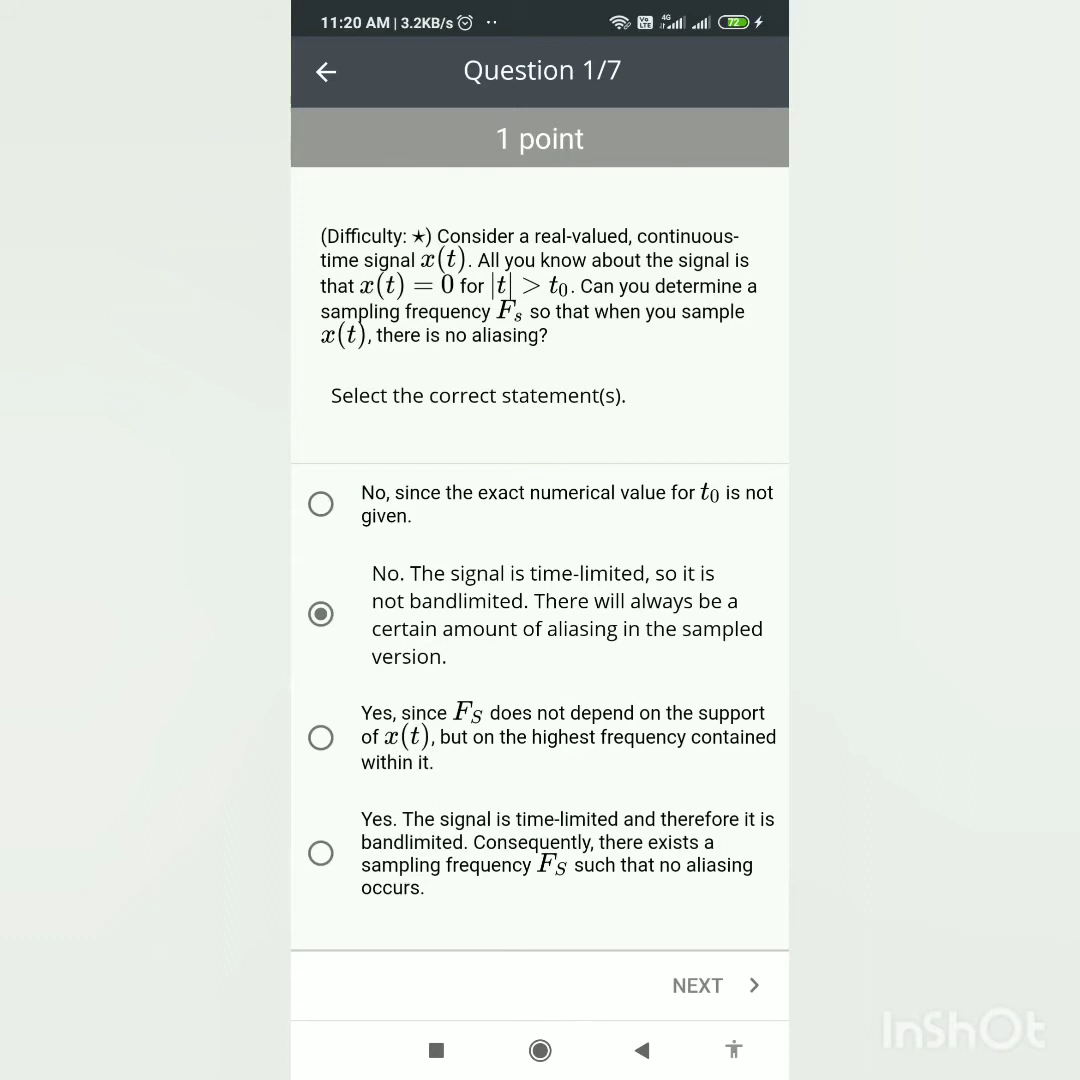 11:20 AM | 3.2KB/s
Vo LTE 4G 72
Question 1/7
1 point
(Difficulty: ★) Consider a real-valued, continuous-
time signal x(t). All you know about the signal is
that x(t) = 0 for |t| > t₀. Can you determine a
sampling frequency Fₛ so that when you sample
x(t), there is no aliasing?
Select the correct statement(s).
No, since the exact numerical value for t₀ is not
given.
No. The signal is time-limited, so it is
not bandlimited. There will always be a
certain amount of aliasing in the sampled
version.
Yes, since F_S does not depend on the support
of x(t), but on the highest frequency contained
within it.
Yes. The signal is time-limited and therefore it is
bandlimited. Consequently, there exists a
sampling frequency F_S such that no aliasing
occurs.
NEXT
InShOt